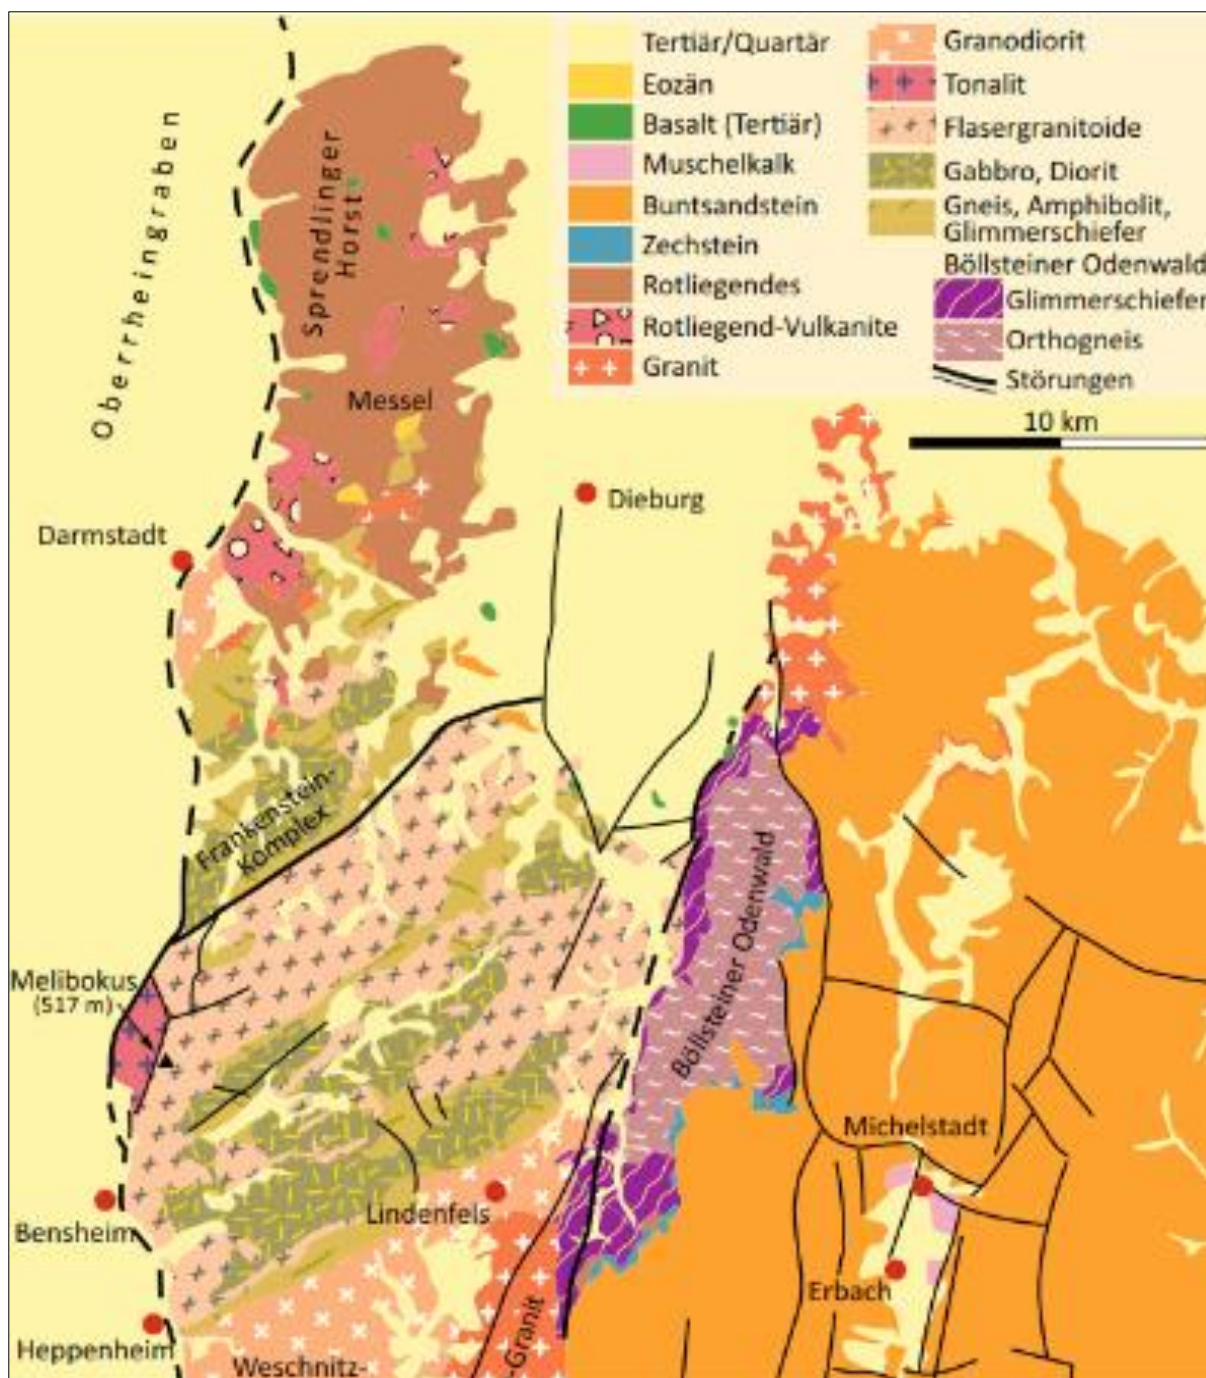 Tertiär/Quartär
Eozän
Basalt (Tertiär)
Muschelkalk
Buntsandstein
Zechstein
Rotliegendes
Rotliegend-Vulkanite
Granit
Granodiorit
Tonalit
Flasergranitoide
Gabbro, Diorit
Gneis, Amphibolit,
Glimmerschiefer
Böllsteiner Odenwald
Glimmerschiefer
Orthogneis
Störungen
10 km
Oberrheingraben
Sprendlinger
Horst
Messel
Dieburg
Darmstadt
Frankenstein-
Komplex
Melibokus
(517 m)
Böllsteiner Odenwald
Michelstadt
Lindenfels
Bensheim
Erbach
Heppenheim
Weschnitz-
-Granit